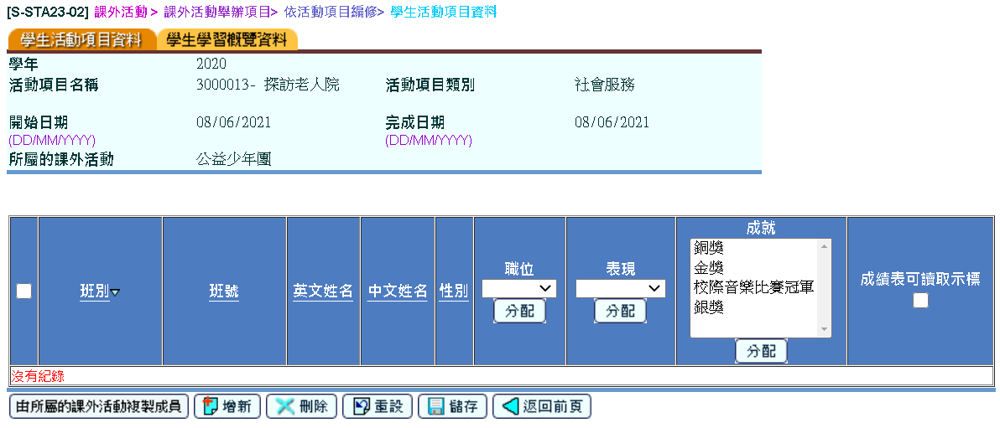 [S-STA23-02] 課外活動 > 課外活動舉辦項目> 依活動項目編修> 學生活動項目資料
學生活動項目資料 學生學習概覽資料
學年 2020
活動項目名稱 3000013- 探訪老人院 活動項目類別 社會服務
開始日期 08/06/2021 完成日期 08/06/2021
(DD/MM/YYYY) (DD/MM/YYYY)
所屬的課外活動 公益少年團
班別 班號 英文姓名 中文姓名 性別
職位
分配
表現
分配
成就
銅獎
金獎
校際音樂比賽冠軍
銀獎
分配
成績表可讀取示標
沒有紀錄
由所屬的課外活動複製成員 增新 刪除 重設 儲存 返回前頁